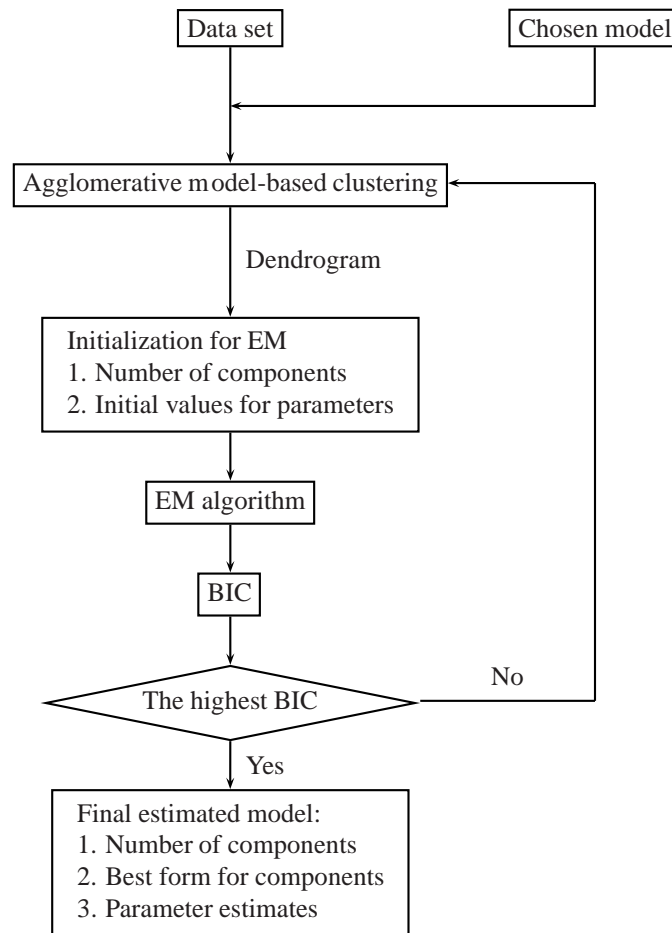 Data set
Chosen model
Agglomerative model-based clustering
Dendrogram
Initialization for EM
1. Number of components
2. Initial values for parameters
EM algorithm
BIC
The highest BIC
No
Yes
Final estimated model:
1. Number of components
2. Best form for components
3. Parameter estimates